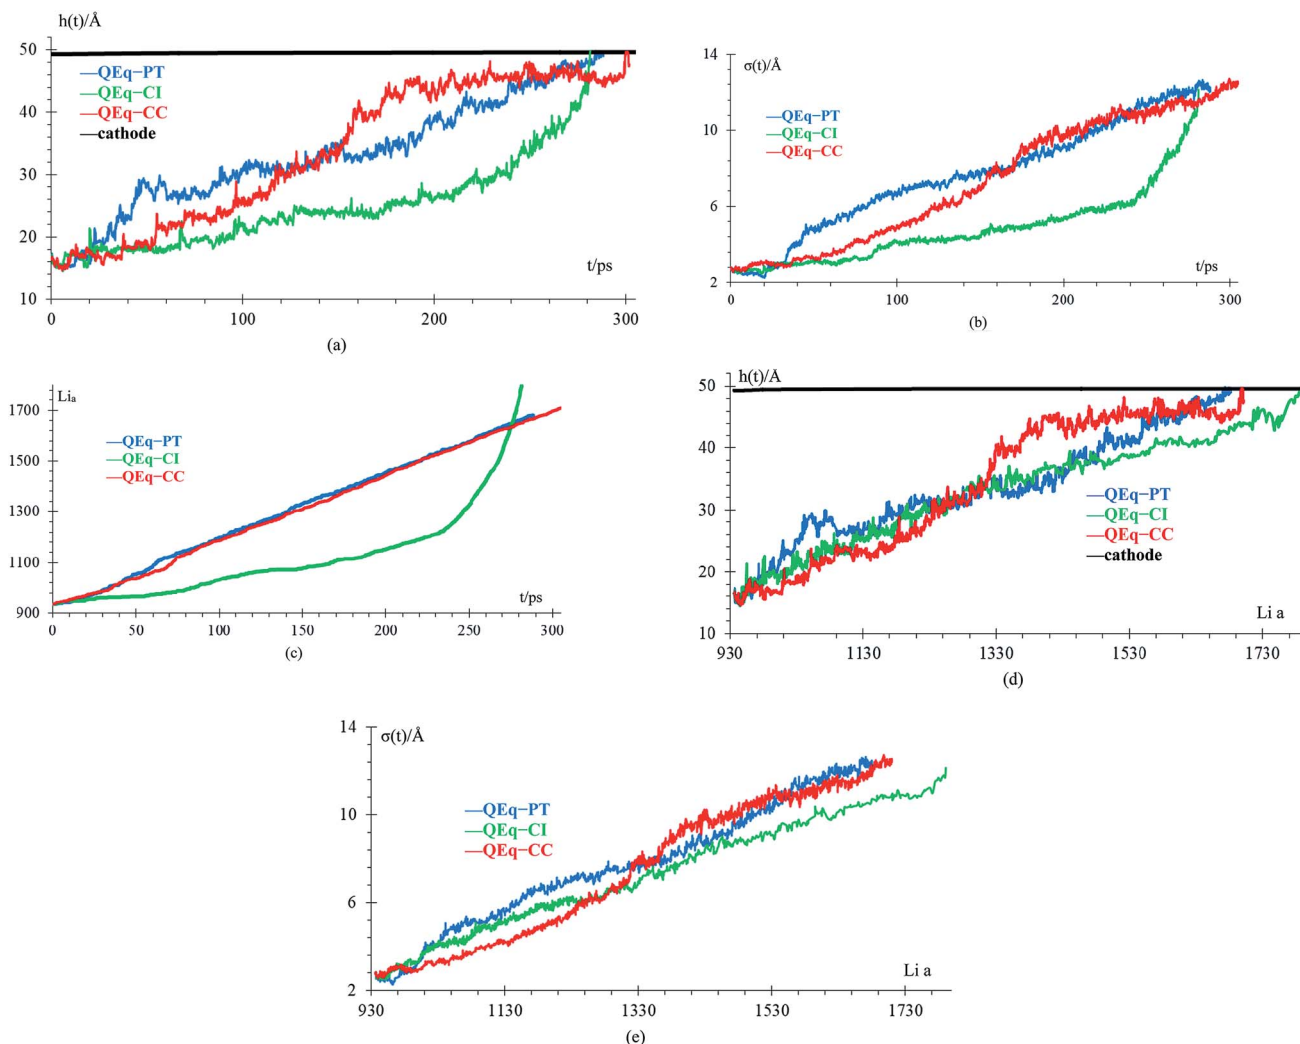 h(t)/Å
50
40
30
20
10
QEq−PT
QEq−CI
QEq−CC
cathode
t/ps
0
100
200
300
(a)
σ(t)/Å
14
10
6
2
QEq−PT
QEq−CI
QEq−CC
t/ps
0
100
200
300
(b)
Liₐ
1700
1500
1300
1100
900
QEq−PT
QEq−CI
QEq−CC
t/ps
0
50
100
150
200
250
300
(c)
h(t)/Å
50
40
30
20
10
QEq−PT
QEq−CI
QEq−CC
cathode
Li a
930
1130
1330
1530
1730
(d)
σ(t)/Å
14
10
6
2
QEq−PT
QEq−CI
QEq−CC
Li a
930
1130
1330
1530
1730
(e)